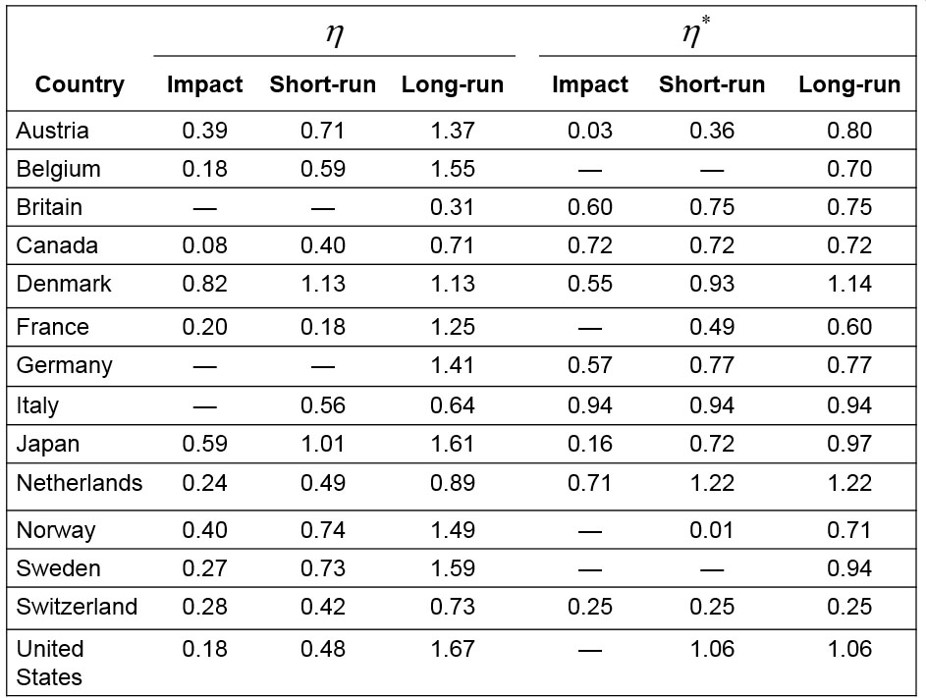 η η*
Country Impact Short-run Long-run Impact Short-run Long-run
Austria 0.39 0.71 1.37 0.03 0.36 0.80
Belgium 0.18 0.59 1.55 — — 0.70
Britain — — 0.31 0.60 0.75 0.75
Canada 0.08 0.40 0.71 0.72 0.72 0.72
Denmark 0.82 1.13 1.13 0.55 0.93 1.14
France 0.20 0.18 1.25 — 0.49 0.60
Germany — — 1.41 0.57 0.77 0.77
Italy — 0.56 0.64 0.94 0.94 0.94
Japan 0.59 1.01 1.61 0.16 0.72 0.97
Netherlands 0.24 0.49 0.89 0.71 1.22 1.22
Norway 0.40 0.74 1.49 — 0.01 0.71
Sweden 0.27 0.73 1.59 — — 0.94
Switzerland 0.28 0.42 0.73 0.25 0.25 0.25
United 0.18 0.48 1.67 — 1.06 1.06
States